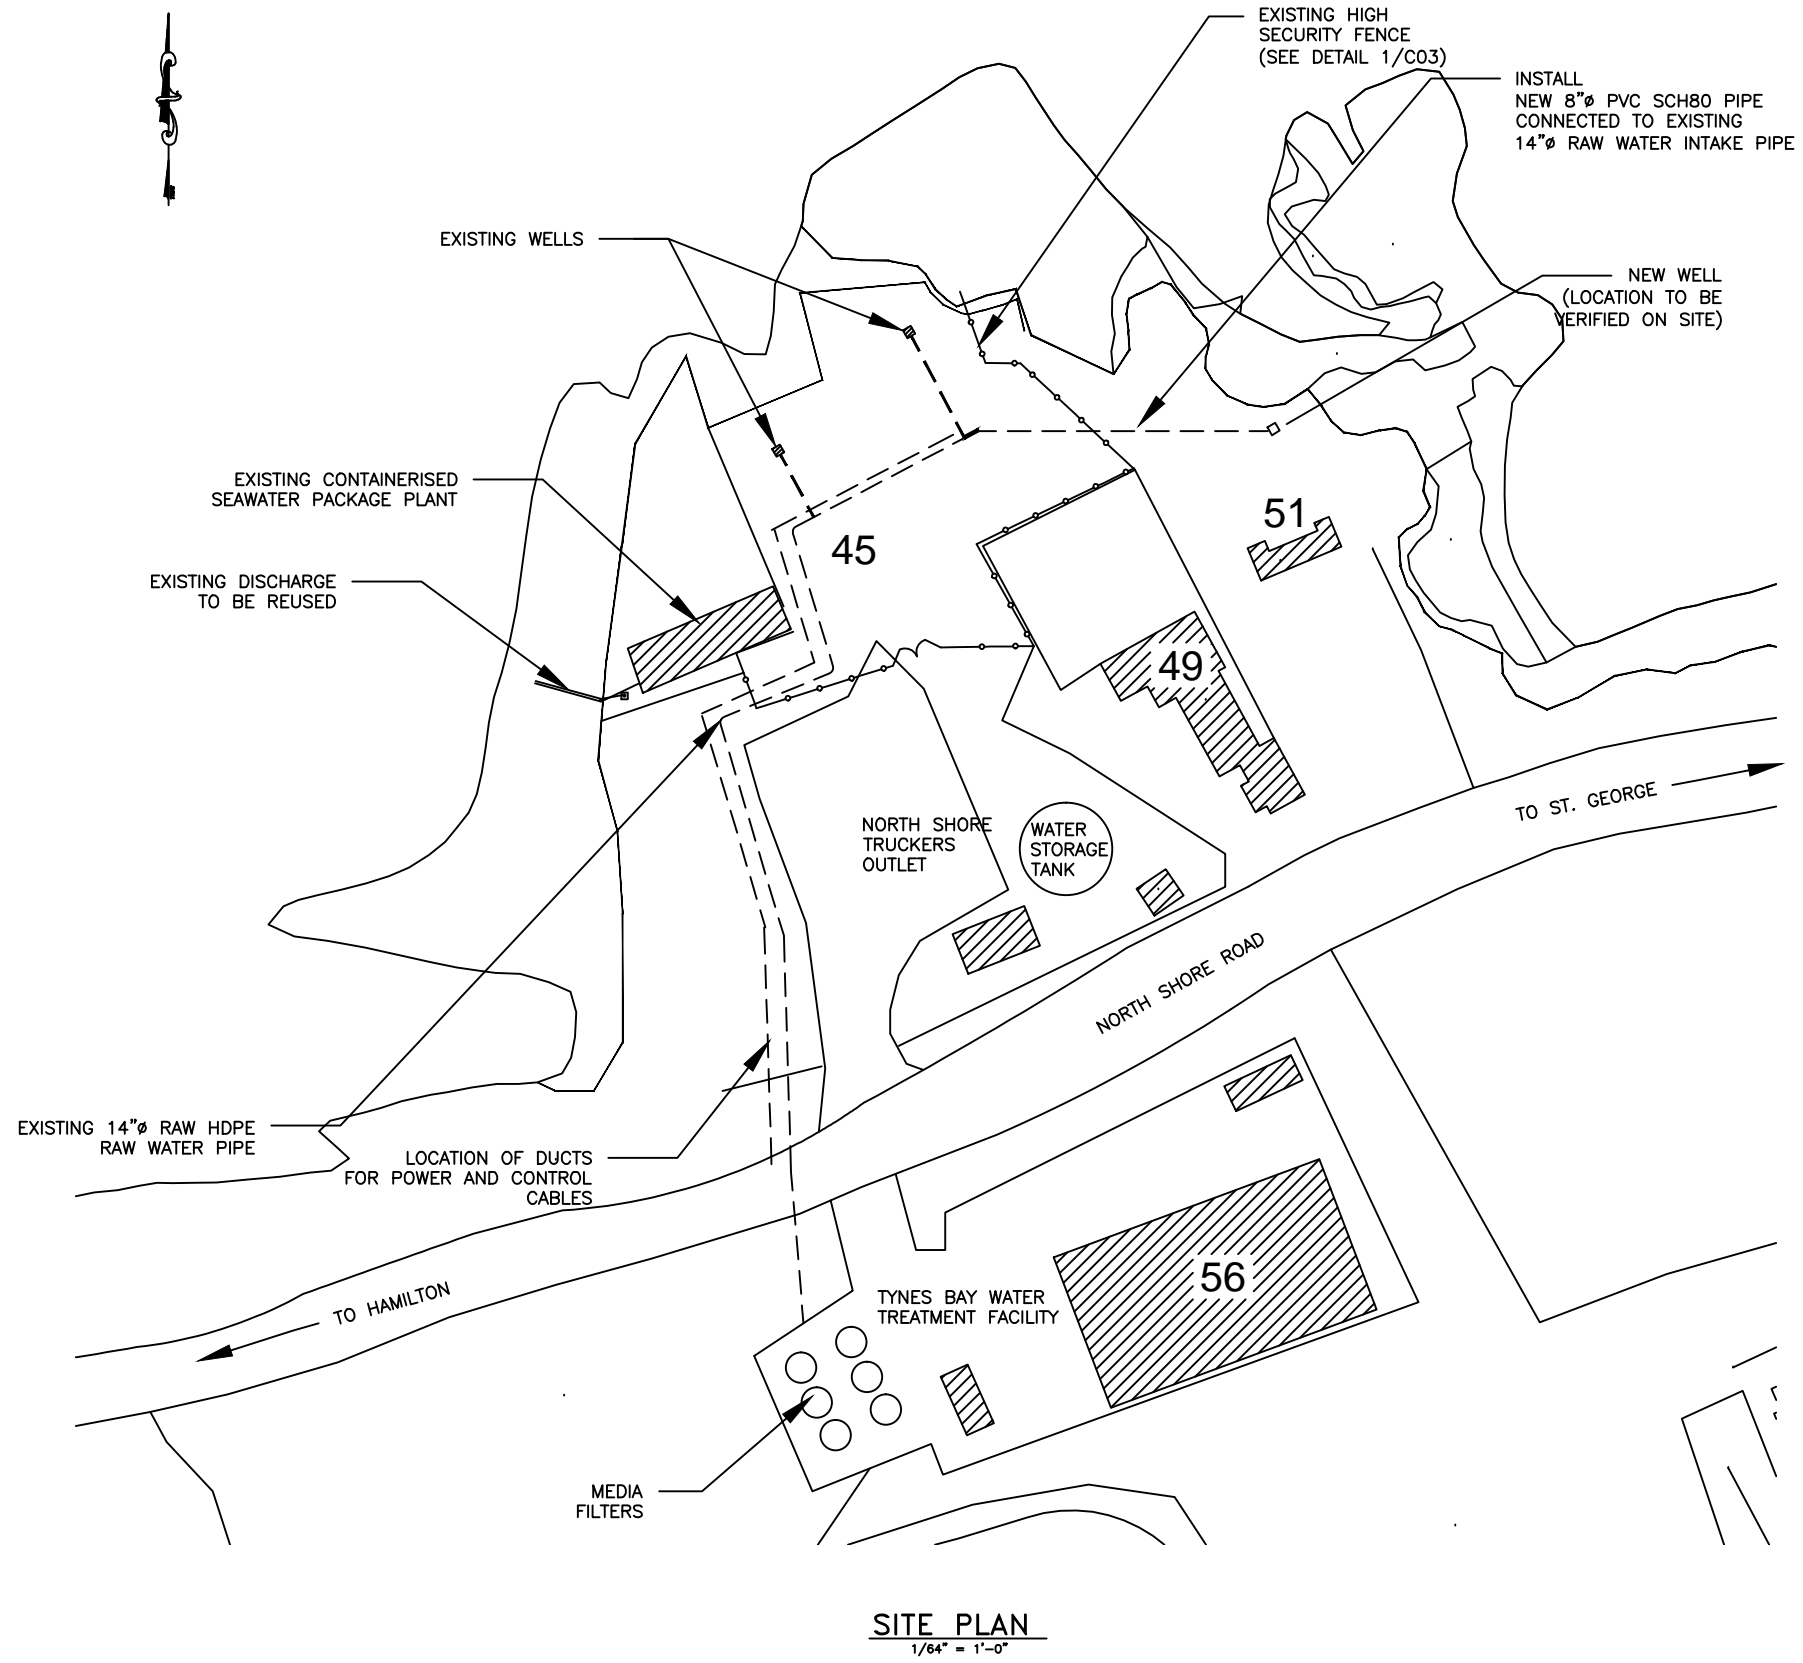 EXISTING HIGH
SECURITY FENCE
(SEE DETAIL 1/C03)
INSTALL
NEW 8"ø PVC SCH80 PIPE
CONNECTED TO EXISTING
14"ø RAW WATER INTAKE PIPE
EXISTING WELLS
NEW WELL
(LOCATION TO BE
VERIFIED ON SITE)
EXISTING CONTAINERISED
SEAWATER PACKAGE PLANT
51
45
EXISTING DISCHARGE
TO BE REUSED
49
TO ST. GEORGE
NORTH SHORE
TRUCKERS
OUTLET
WATER
STORAGE
TANK
NORTH SHORE ROAD
EXISTING 14"ø RAW HDPE
RAW WATER PIPE
LOCATION OF DUCTS
FOR POWER AND CONTROL
CABLES
56
TO HAMILTON
TYNES BAY WATER
TREATMENT FACILITY
MEDIA
FILTERS
SITE PLAN
1/64" = 1'-0"